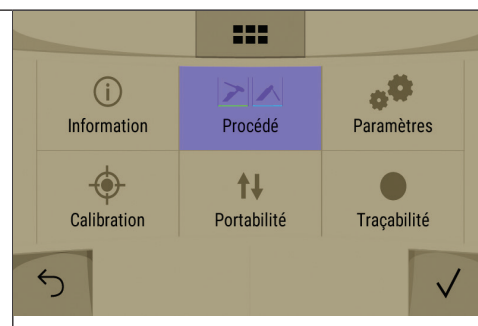 Information
Procédé
Paramètres
Calibration
Portabilité
Traçabilité